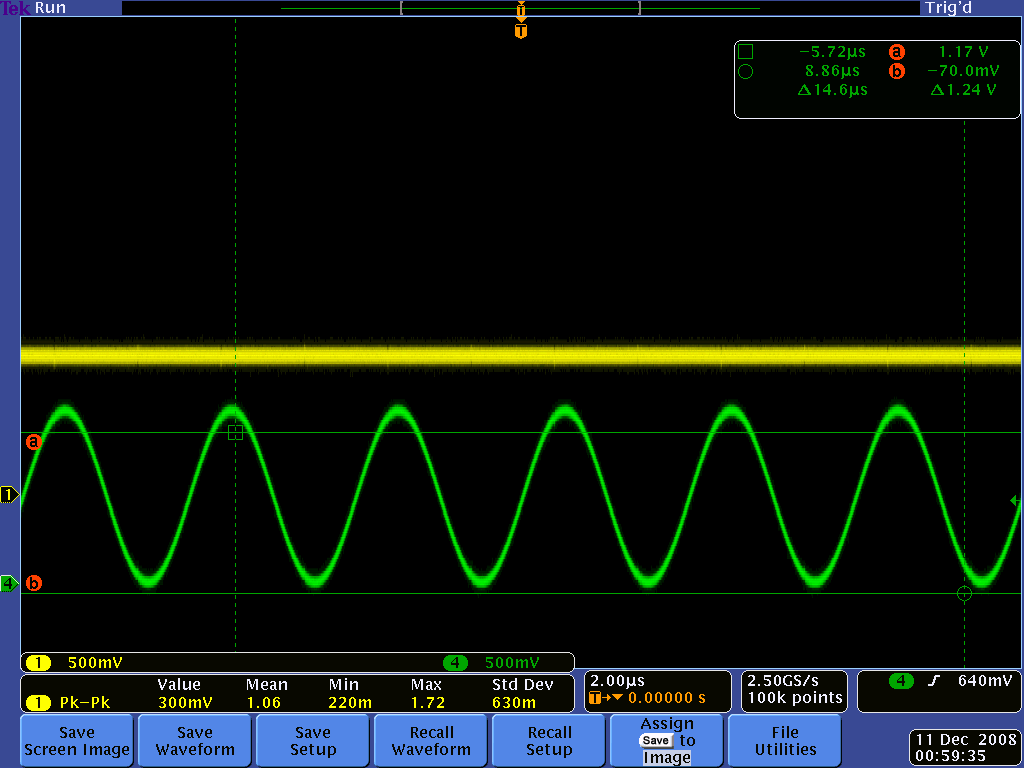 Tek Run Trig'd
T
T
−5.72µs a 1.17 V
8.86µs b −70.0mV
Δ14.6µs Δ1.24 V
a
1
4 b
1 500mV 4 500mV
Value Mean Min Max Std Dev
1 Pk−Pk 300mV 1.06 220m 1.72 630m
2.00µs
T→▼0.00000 s
2.50GS/s
100k points
4 640mV
Save
Screen Image
Save
Waveform
Save
Setup
Recall
Waveform
Recall
Setup
Assign
Save to
Image
File
Utilities
11 Dec 2008
00:59:35